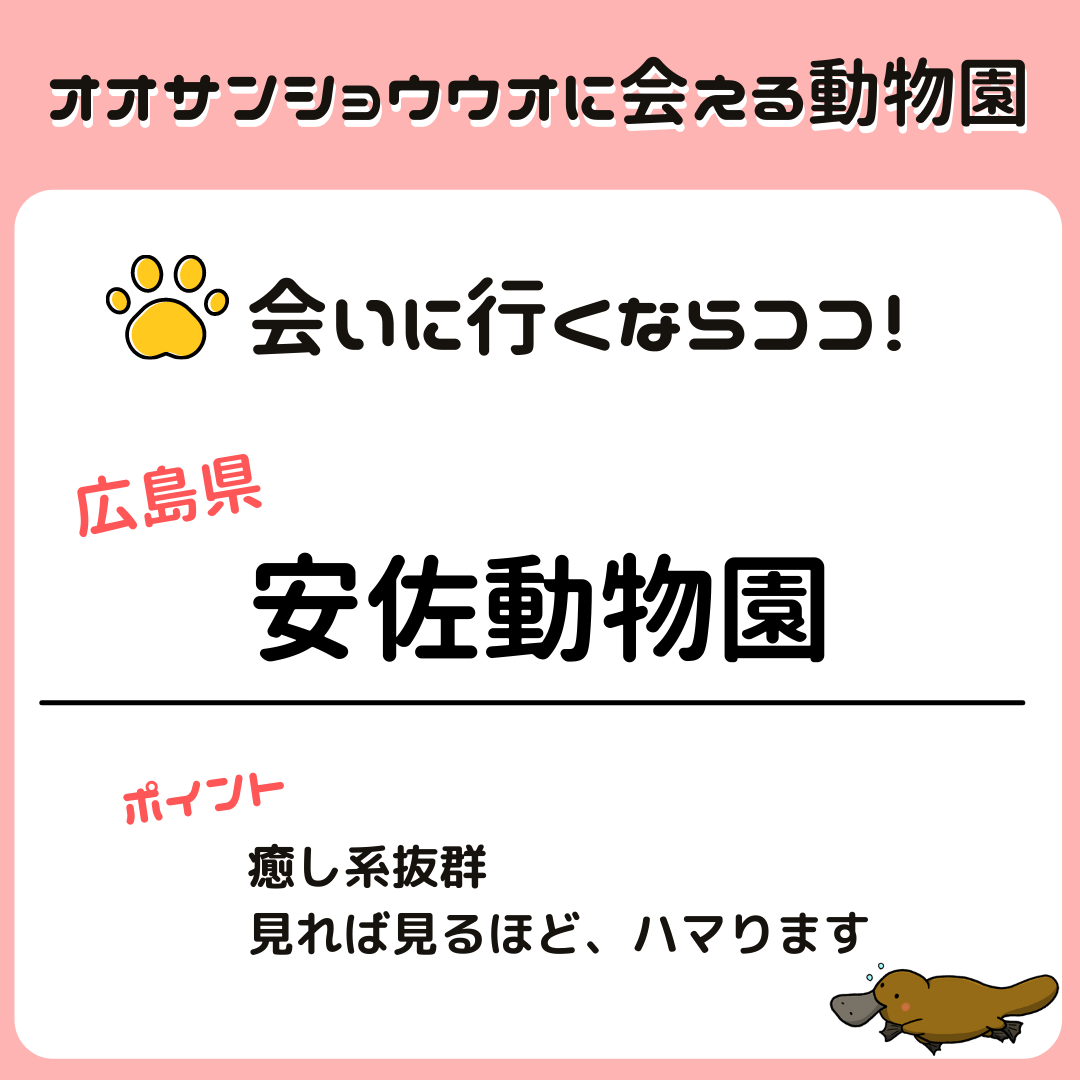 オオサンショウウオに会える動物園
会いに行くならココ!
広島県
安佐動物園
ポイント
癒し系抜群
見れば見るほど、ハマります